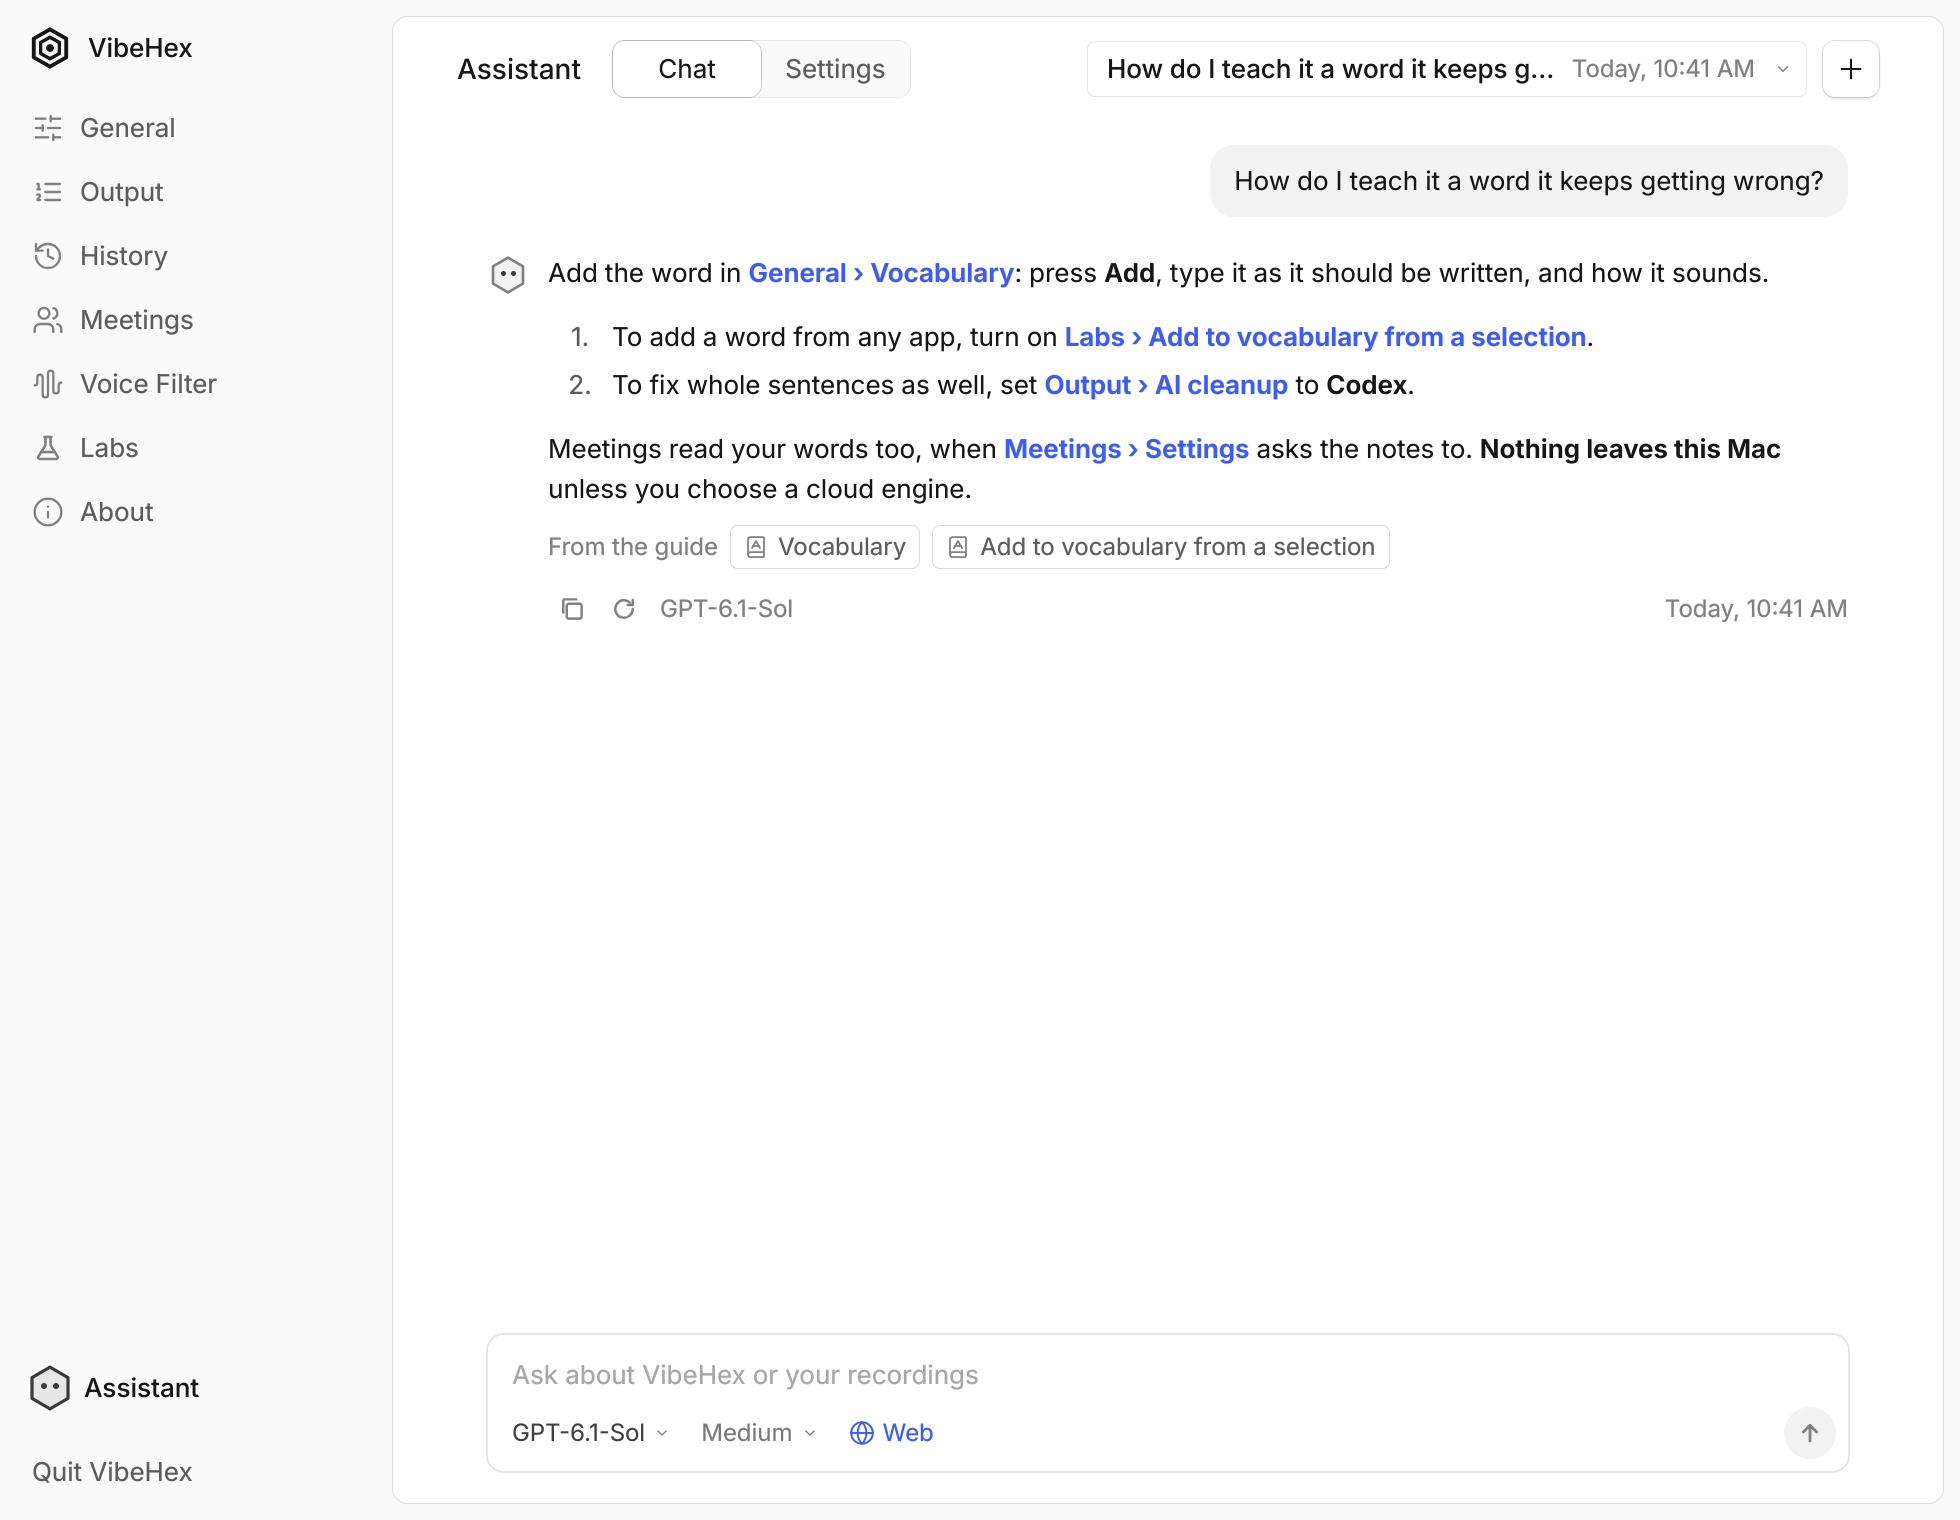 VibeHex
General
Output
History
Meetings
Voice Filter
Labs
About
Assistant
Quit VibeHex
Assistant
Chat
Settings
How do I teach it a word it keeps g... Today, 10:41 AM
How do I teach it a word it keeps getting wrong?
Add the word in General › Vocabulary: press Add, type it as it should be written, and how it sounds.
1. To add a word from any app, turn on Labs › Add to vocabulary from a selection.
2. To fix whole sentences as well, set Output › AI cleanup to Codex.
Meetings read your words too, when Meetings › Settings asks the notes to. Nothing leaves this Mac
unless you choose a cloud engine.
From the guide Vocabulary Add to vocabulary from a selection
GPT-6.1-Sol Today, 10:41 AM
Ask about VibeHex or your recordings
GPT-6.1-Sol Medium Web